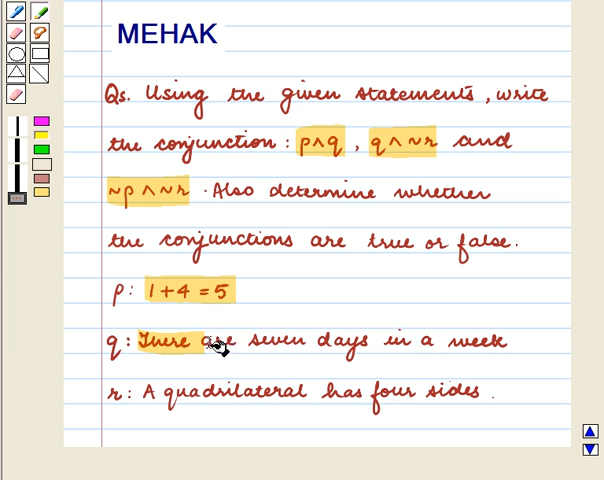 MEHAK
Qs. Using the given statements, write
the conjunction : p∧q , q∧~r and
~p∧~r . Also determine whether
the conjunctions are true or false.
p: 1+4=5
q: There are seven days in a week
r: A quadrilateral has four sides.